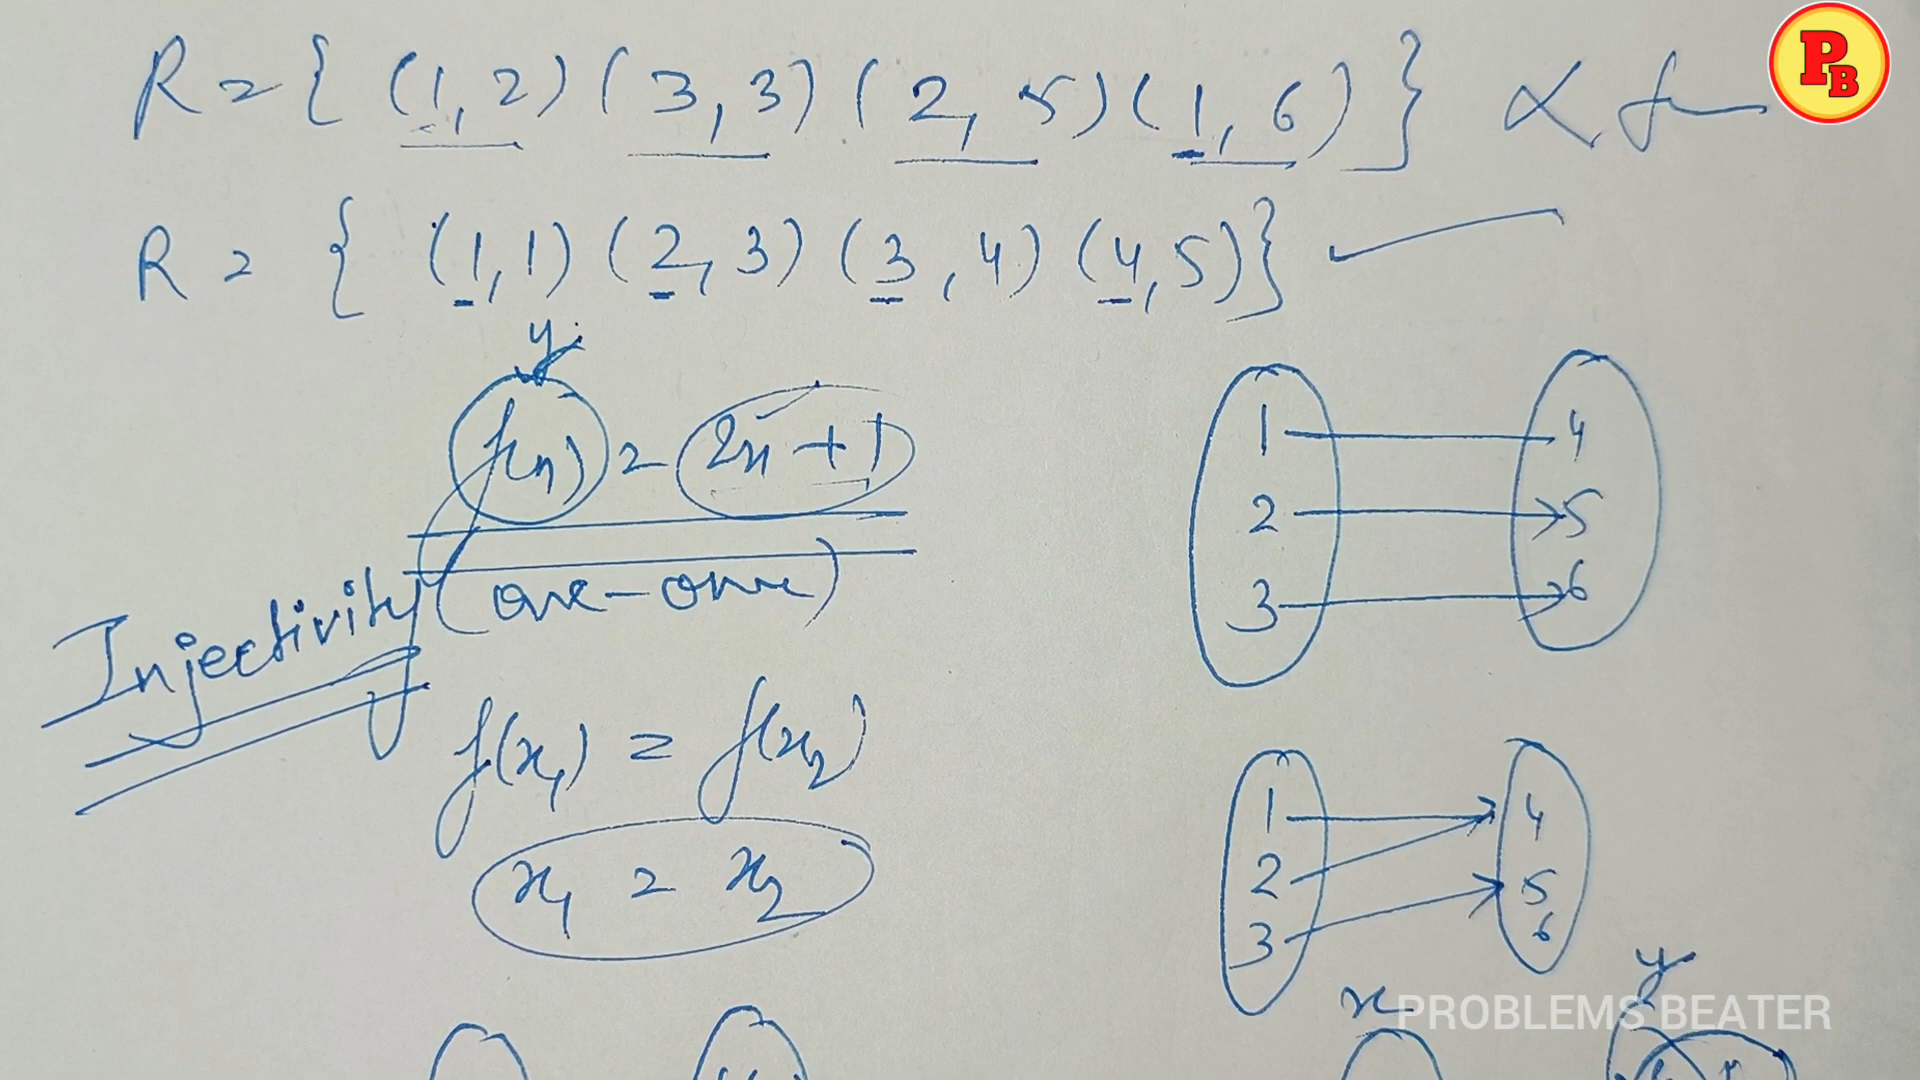 PB
R = { (1,2) (3,3) (2,5) (1,6) }
R = { (1,1) (2,3) (3,4) (4,5) }
y
f(x) = 2x + 1
Injectivity (one-one)
f(x₁) = f(x₂)
x₁ = x₂
1 4
2 5
3 6
1 4
2 5
3 6
x y
PROBLEMS BEATER